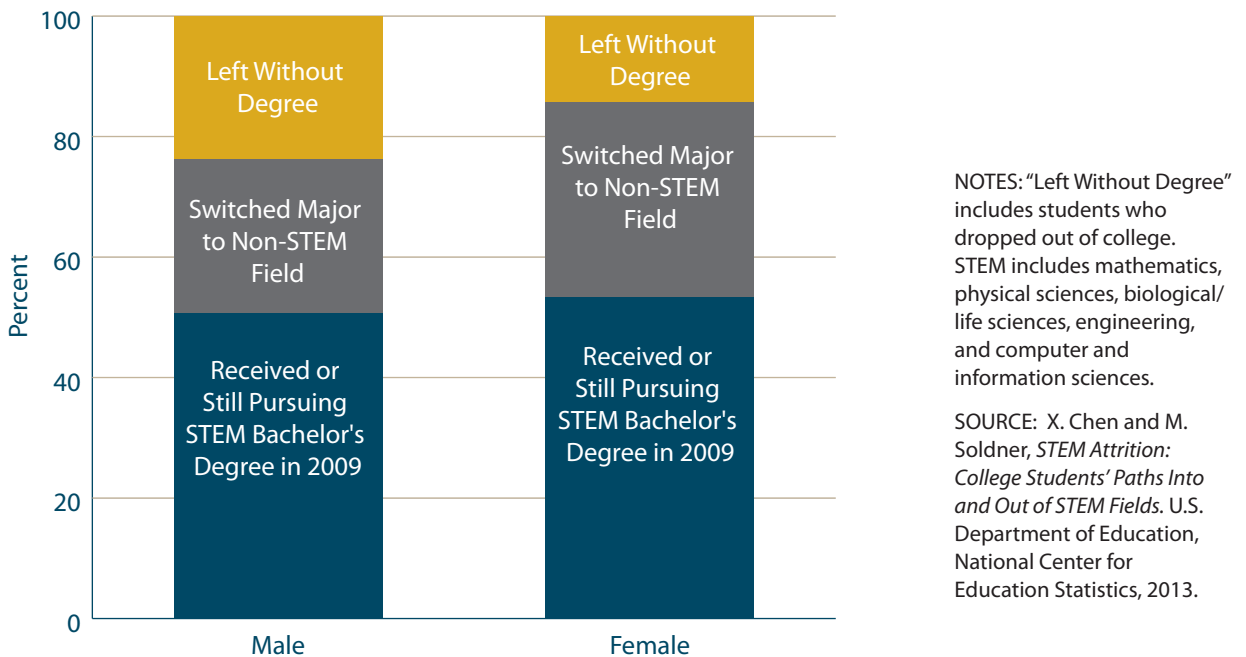 100
80
60
40
20
0
Percent
Left Without
Degree
Switched Major
to Non-STEM
Field
Received or
Still Pursuing
STEM Bachelor's
Degree in 2009
Male
Left Without
Degree
Switched Major
to Non-STEM
Field
Received or
Still Pursuing
STEM Bachelor's
Degree in 2009
Female
NOTES: “Left Without Degree”
includes students who
dropped out of college.
STEM includes mathematics,
physical sciences, biological/
life sciences, engineering,
and computer and
information sciences.
SOURCE: X. Chen and M.
Soldner, STEM Attrition:
College Students’ Paths Into
and Out of STEM Fields. U.S.
Department of Education,
National Center for
Education Statistics, 2013.